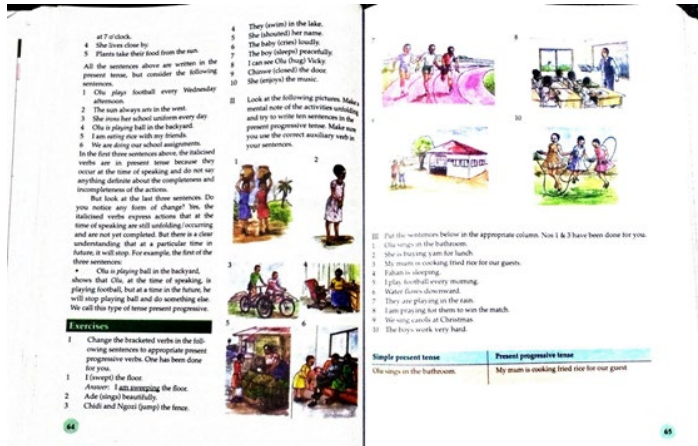 at 7 o'clock.
4 She lives close by.
5 Plants take their food from the sun.
All the sentences above are written in the
present tense, but consider the following
sentences.
1 Olu plays football every Wednesday
afternoon.
2 The sun always sets in the west.
3 She irons her school uniform every day.
4 Olu is playing ball in the backyard.
5 I am eating rice with my friends.
6 We are doing our school assignments.
In the first three sentences above, the italicised
verbs are in present tense because they
occur at the time of speaking and do not say
anything definite about the completeness and
incompleteness of the actions.
But look at the last three sentences. Do
you notice any form of change? Yes, the
italicised verbs express actions that at the
time of speaking are still unfolding/occurring
and are not yet completed. But there is a clear
understanding that at a particular time in
future, it will stop. For example, the first of the
three sentences:
• Olu is playing ball in the backyard,
shows that Olu, at the time of speaking, is
playing football, but at a time in the future, he
will stop playing ball and do something else.
We call this type of tense present progressive.
Exercises
I Change the bracketed verbs in the foll-
owing sentences to appropriate present
progressive verbs. One has been done
for you.
1 I (swept) the floor.
Answer: I am sweeping the floor.
2 Ade (sings) beautifully.
3 Chidi and Ngozi (jump) the fence.
64
4 They (swim) in the lake.
5 She (shouted) her name.
6 The baby (cries) loudly.
7 The boy (sleeps) peacefully.
8 I can see Olu (hug) Vicky.
9 Chinwe (closed) the door.
10 She (enjoys) the music.
II Look at the following pictures. Make a
mental note of the activities unfolding
and try to write ten sentences in the
present progressive tense. Make sure
you use the correct auxiliary verb in
your sentences.
1 2
3 4
5 6
7 8
10
III Put the sentences below in the appropriate column. Nos 1 & 3 have been done for you.
1 Olu sings in the bathroom.
2 She is buying yam for lunch.
3 My mum is cooking fried rice for our guests.
4 Faban is sleeping.
5 I play football every morning.
6 Water flows downward.
7 They are playing in the rain.
8 I am praying for them to win the match.
9 We sing carols at Christmas.
10 The boys work very hard.
Simple present tense Present progressive tense
Olu sings in the bathroom. My mum is cooking fried rice for our guest
65